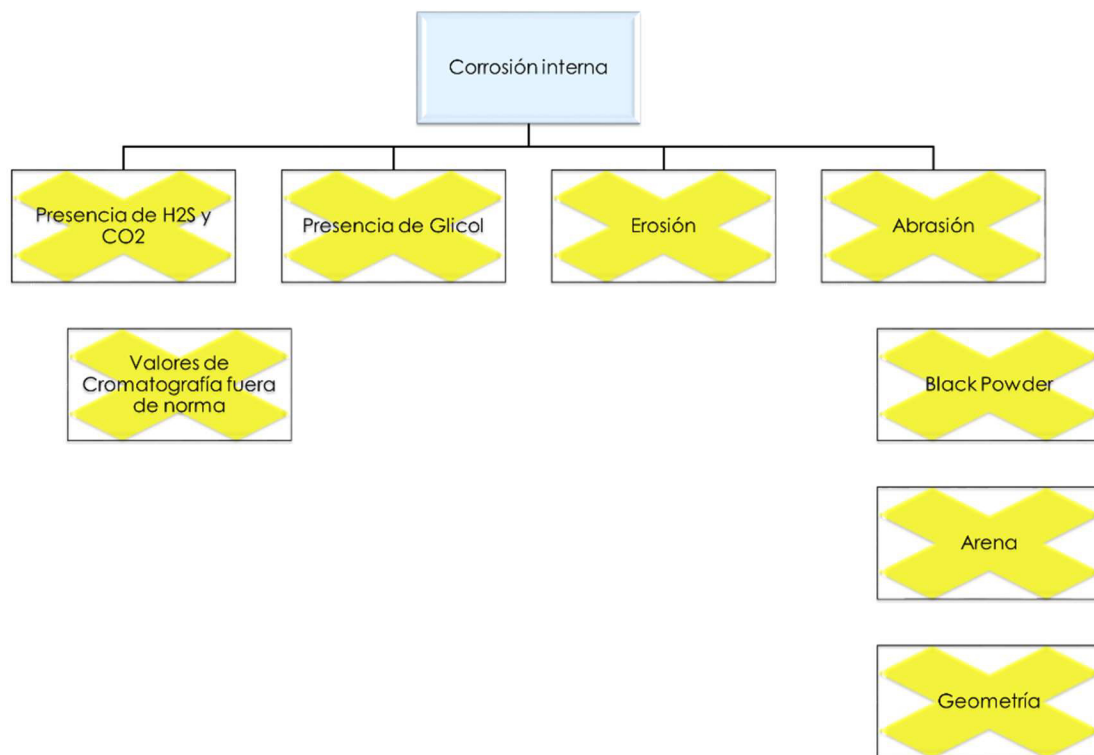 Corrosión interna
Presencia de H2S y
CO2
Presencia de Glicol
Erosión
Abrasión
Valores de
Cromatografía fuera
de norma
Black Powder
Arena
Geometría